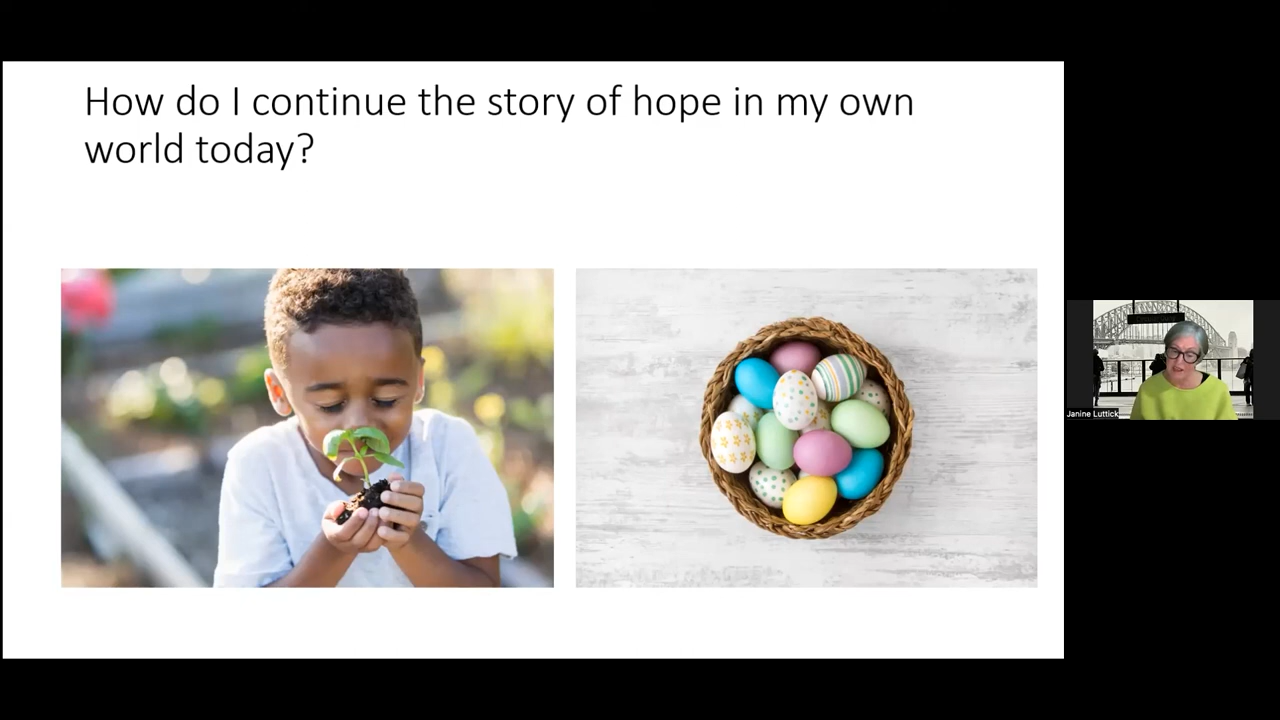 How do I continue the story of hope in my own
world today?
Janine Luttick